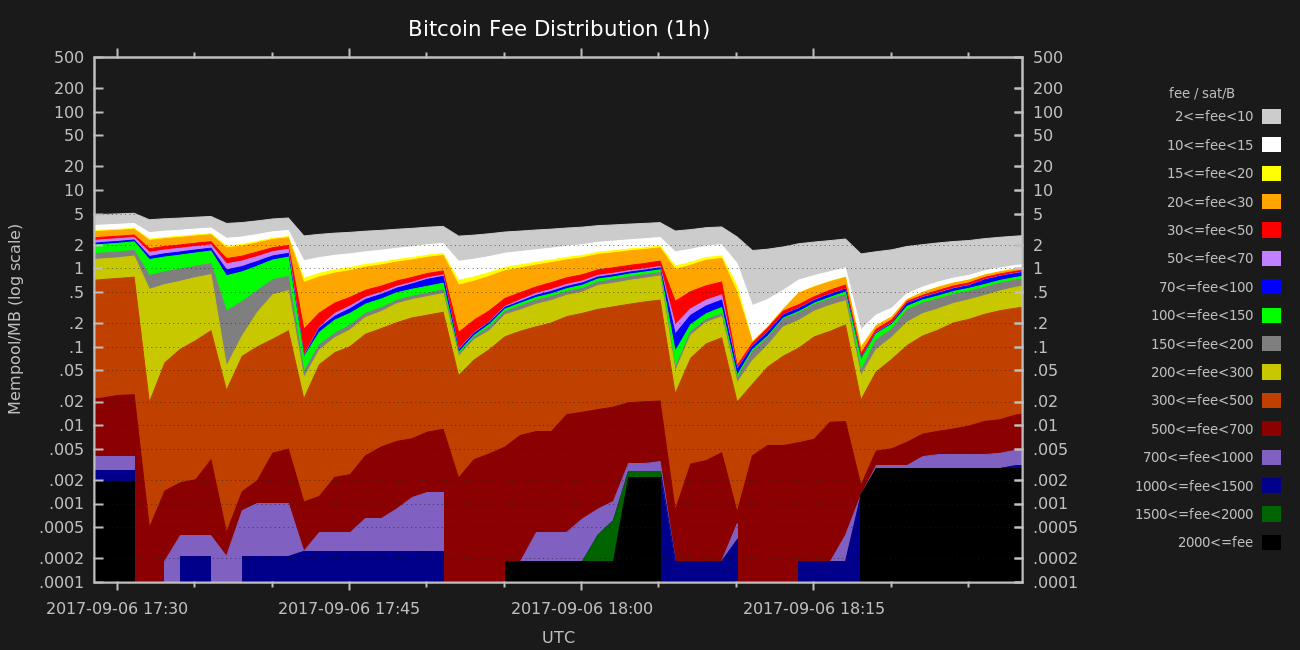 Bitcoin Fee Distribution (1h)
500 500
200 200
100 100
50 50
20 20
10 10
5 5
2 2
1 1
.5 .5
.2 .2
.1 .1
.05 .05
.02 .02
.01 .01
.005 .005
.002 .002
.001 .001
.0005 .0005
.0002 .0002
.0001 .0001
Mempool/MB (log scale)
2017-09-06 17:30 2017-09-06 17:45 2017-09-06 18:00 2017-09-06 18:15
UTC
fee / sat/B
2<=fee<10
10<=fee<15
15<=fee<20
20<=fee<30
30<=fee<50
50<=fee<70
70<=fee<100
100<=fee<150
150<=fee<200
200<=fee<300
300<=fee<500
500<=fee<700
700<=fee<1000
1000<=fee<1500
1500<=fee<2000
2000<=fee